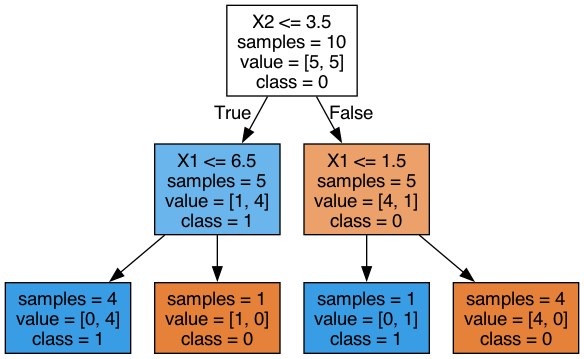 X2 <= 3.5
samples = 10
value = [5, 5]
class = 0
True
False
X1 <= 6.5
samples = 5
value = [1, 4]
class = 1
X1 <= 1.5
samples = 5
value = [4, 1]
class = 0
samples = 4
value = [0, 4]
class = 1
samples = 1
value = [1, 0]
class = 0
samples = 1
value = [0, 1]
class = 1
samples = 4
value = [4, 0]
class = 0